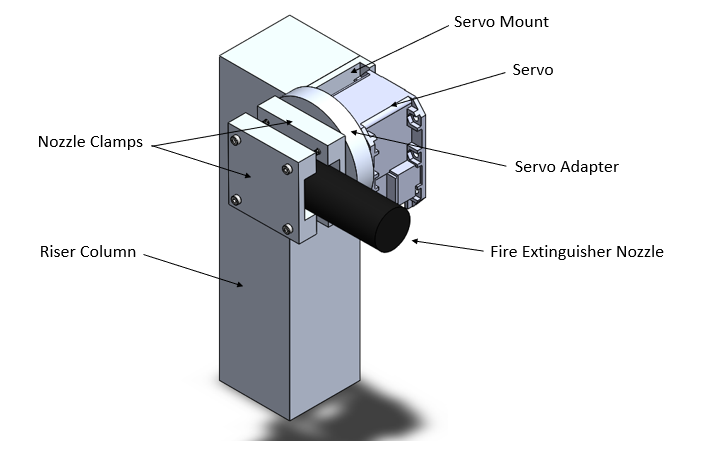 Servo Mount
Servo
Nozzle Clamps
Servo Adapter
Riser Column
Fire Extinguisher Nozzle